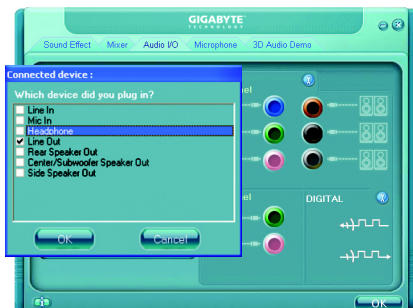 GIGABYTE
TECHNOLOGY
Sound Effect Mixer Audio I/O Microphone 3D Audio Demo
Connected device :
Which device did you plug in?
Line In
Mic In
Headphone
Line Out
Rear Speaker Out
Center/Subwoofer Speaker Out
Side Speaker Out
OK Cancel
el
el
DIGITAL
OK